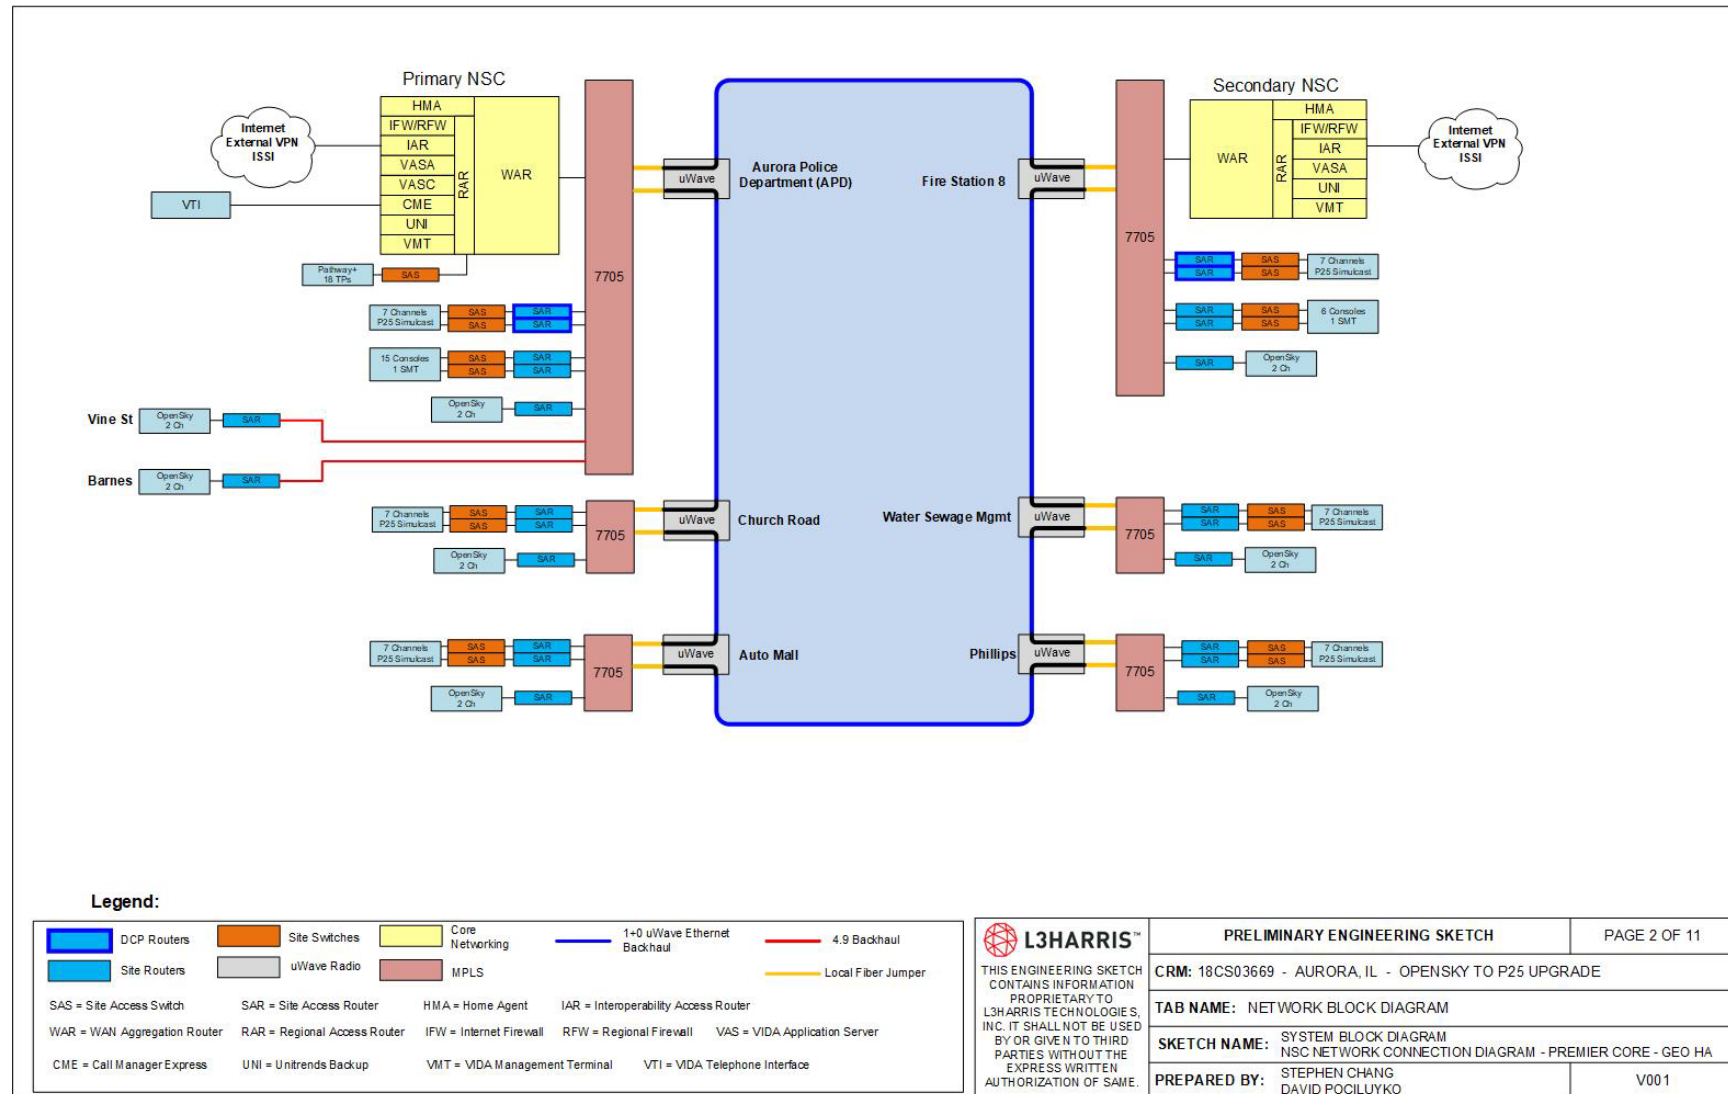 Primary NSC
HMA
IFW/RFW
IAR
VASA
VASC
CME
UNI
VMT
RAR
WAR
Internet
External VPN
ISSI
VTI
Pathway+
18 TPs
SAS
7705
7 Channels
P25 Simulcast
SAS
SAS
SAR
SAR
15 Consoles
1 SMT
SAS
SAS
SAR
SAR
OpenSky
2 Ch
SAR
Vine St
OpenSky
2 Ch
SAR
Barnes
OpenSky
2 Ch
SAR
uWave
Aurora Police
Department (APD)
7 Channels
P25 Simulcast
SAS
SAS
SAR
SAR
OpenSky
2 Ch
SAR
7705
uWave
Church Road
7 Channels
P25 Simulcast
SAS
SAS
SAR
SAR
OpenSky
2 Ch
SAR
7705
uWave
Auto Mall
Secondary NSC
WAR
RAR
HMA
IFW/RFW
IAR
VASA
UNI
VMT
Internet
External VPN
ISSI
Fire Station 8
uWave
7705
SAR
SAR
SAS
SAS
7 Channels
P25 Simulcast
SAR
SAR
SAS
SAS
6 Consoles
1 SMT
SAR
OpenSky
2 Ch
Water Sewage Mgmt
uWave
7705
SAR
SAR
SAS
SAS
7 Channels
P25 Simulcast
SAR
OpenSky
2 Ch
Phillips
uWave
7705
SAR
SAR
SAS
SAS
7 Channels
P25 Simulcast
SAR
OpenSky
2 Ch
Legend:
DCP Routers
Site Switches
Core
Networking
1+0 uWave Ethernet
Backhaul
4.9 Backhaul
Site Routers
uWave Radio
MPLS
Local Fiber Jumper
SAS = Site Access Switch
SAR = Site Access Router
HMA = Home Agent
IAR = Interoperability Access Router
WAR = WAN Aggregation Router
RAR = Regional Access Router
IFW = Internet Firewall
RFW = Regional Firewall
VAS = VIDA Application Server
CME = Call Manager Express
UNI = Unitrends Backup
VMT = VIDA Management Terminal
VTI = VIDA Telephone Interface
L3HARRIS™
THIS ENGINEERING SKETCH
CONTAINS INFORMATION
PROPRIETARY TO
L3HARRIS TECHNOLOGIES,
INC. IT SHALL NOT BE USED
BY OR GIVEN TO THIRD
PARTIES WITHOUT THE
EXPRESS WRITTEN
AUTHORIZATION OF SAME.
PRELIMINARY ENGINEERING SKETCH
PAGE 2 OF 11
CRM: 18CS03669 - AURORA, IL - OPENSKY TO P25 UPGRADE
TAB NAME: NETWORK BLOCK DIAGRAM
SKETCH NAME: SYSTEM BLOCK DIAGRAM
NSC NETWORK CONNECTION DIAGRAM - PREMIER CORE - GEO HA
PREPARED BY: STEPHEN CHANG
DAVID POCILUYKO
V001